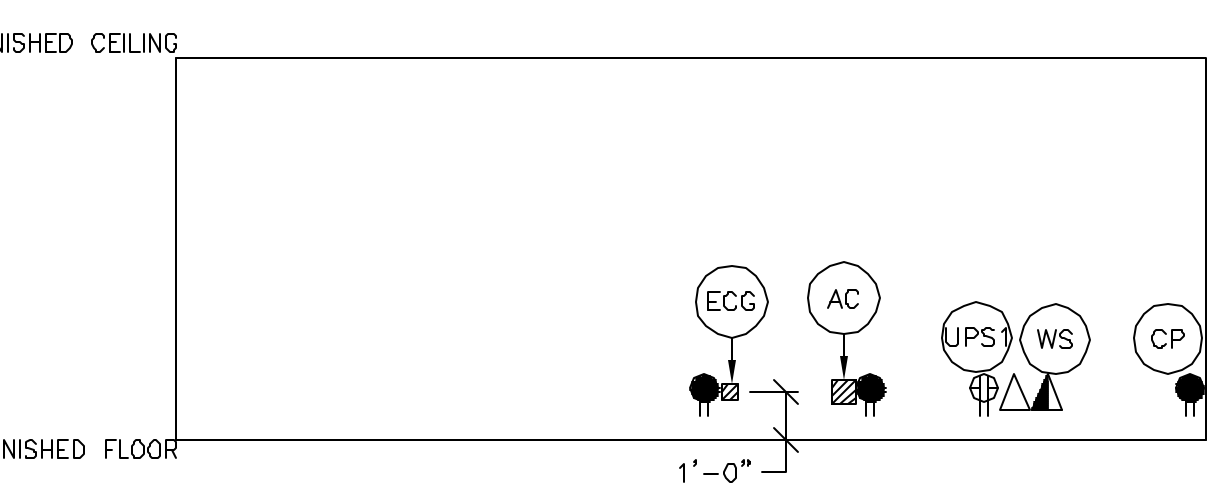 NISHED CEILING
ECG
AC
UPS1
WS
CP
NISHED FLOOR
1'-0"